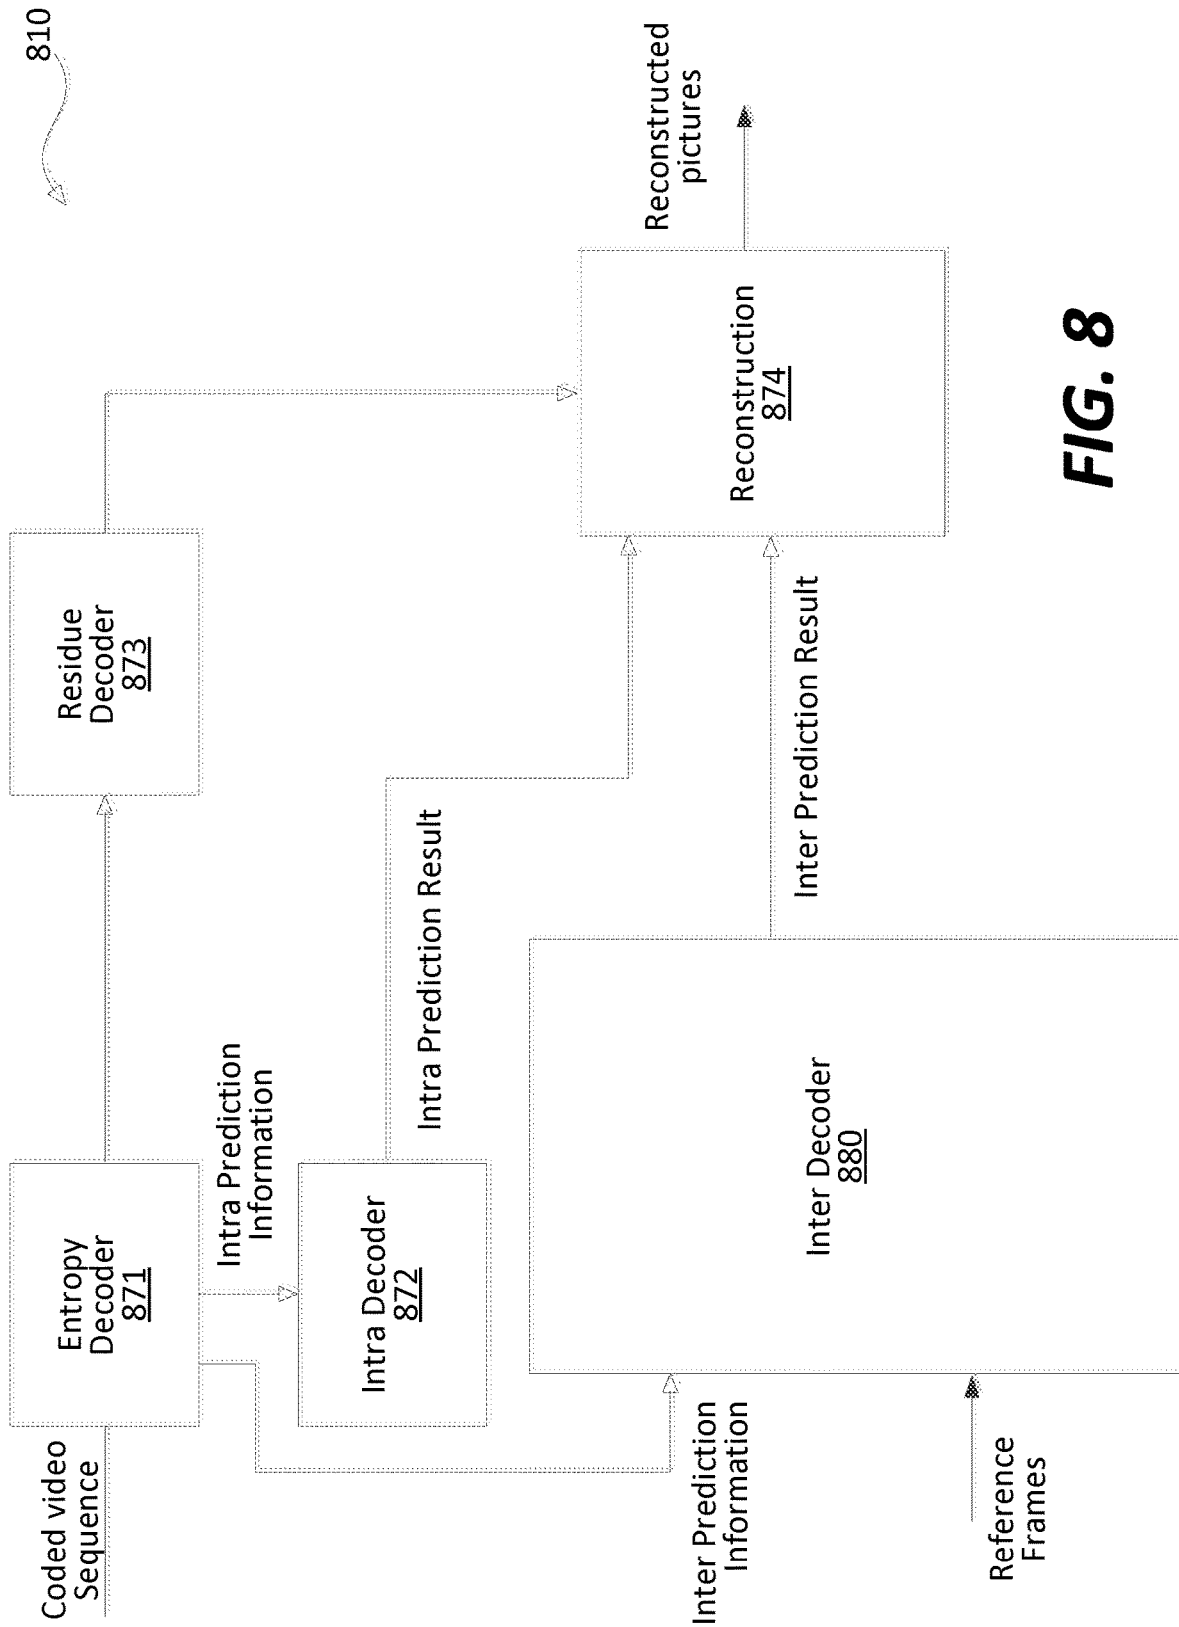 810
Coded video
Sequence
Entropy
Decoder
871
Residue
Decoder
873
Intra Prediction
Information
Intra Decoder
872
Intra Prediction Result
Reconstruction
874
Reconstructed
pictures
Inter Prediction
Information
Reference
Frames
Inter Decoder
880
Inter Prediction Result
FIG. 8